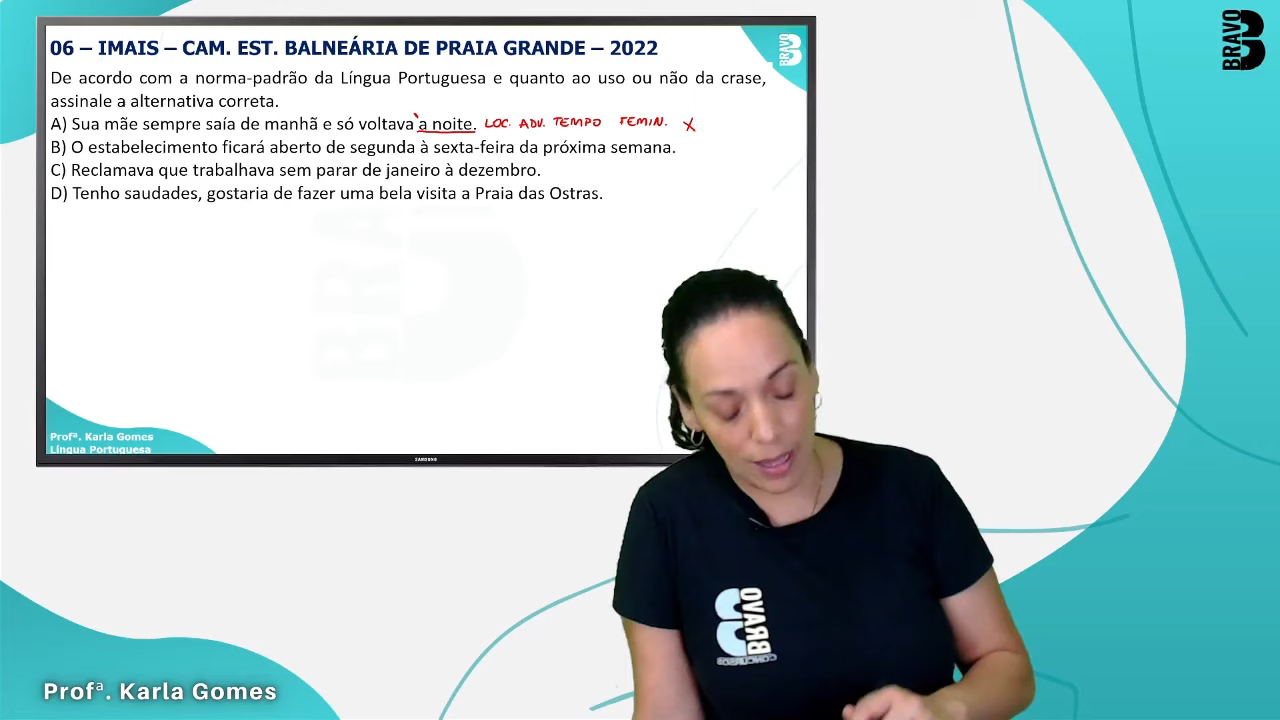 06 – IMAIS – CAM. EST. BALNEÁRIA DE PRAIA GRANDE – 2022
De acordo com a norma-padrão da Língua Portuguesa e quanto ao uso ou não da crase,
assinale a alternativa correta.
A) Sua mãe sempre saía de manhã e só voltava à noite. LOC. ADV. TEMPO FEMIN. X
B) O estabelecimento ficará aberto de segunda à sexta-feira da próxima semana.
C) Reclamava que trabalhava sem parar de janeiro à dezembro.
D) Tenho saudades, gostaria de fazer uma bela visita a Praia das Ostras.
BRAVO
BRAVO
BRAVO
Profª. Karla Gomes
Língua Portuguesa
SAMSUNG
BRAVO
CONCURSOS
Profª. Karla Gomes